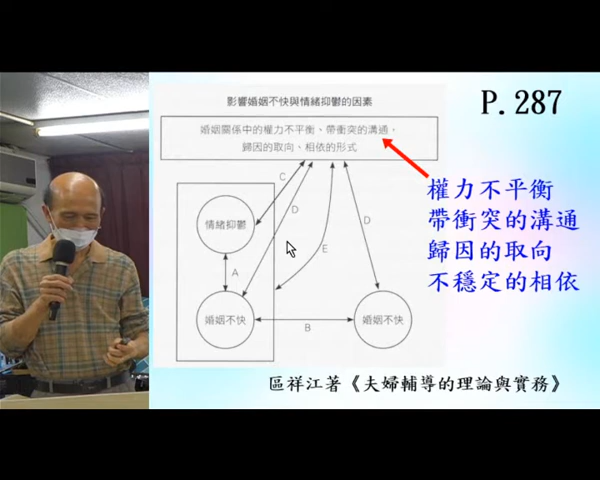 影響婚姻不快與情緒抑鬱的因素
P.287
婚姻關係中的權力不平衡、帶衝突的溝通，
歸因的取向、相依的形式
權力不平衡
帶衝突的溝通
歸因的取向
不穩定的相依
C
D
D
情緒抑鬱
E
A
婚姻不快
B
婚姻不快
區祥江著《夫婦輔導的理論與實務》